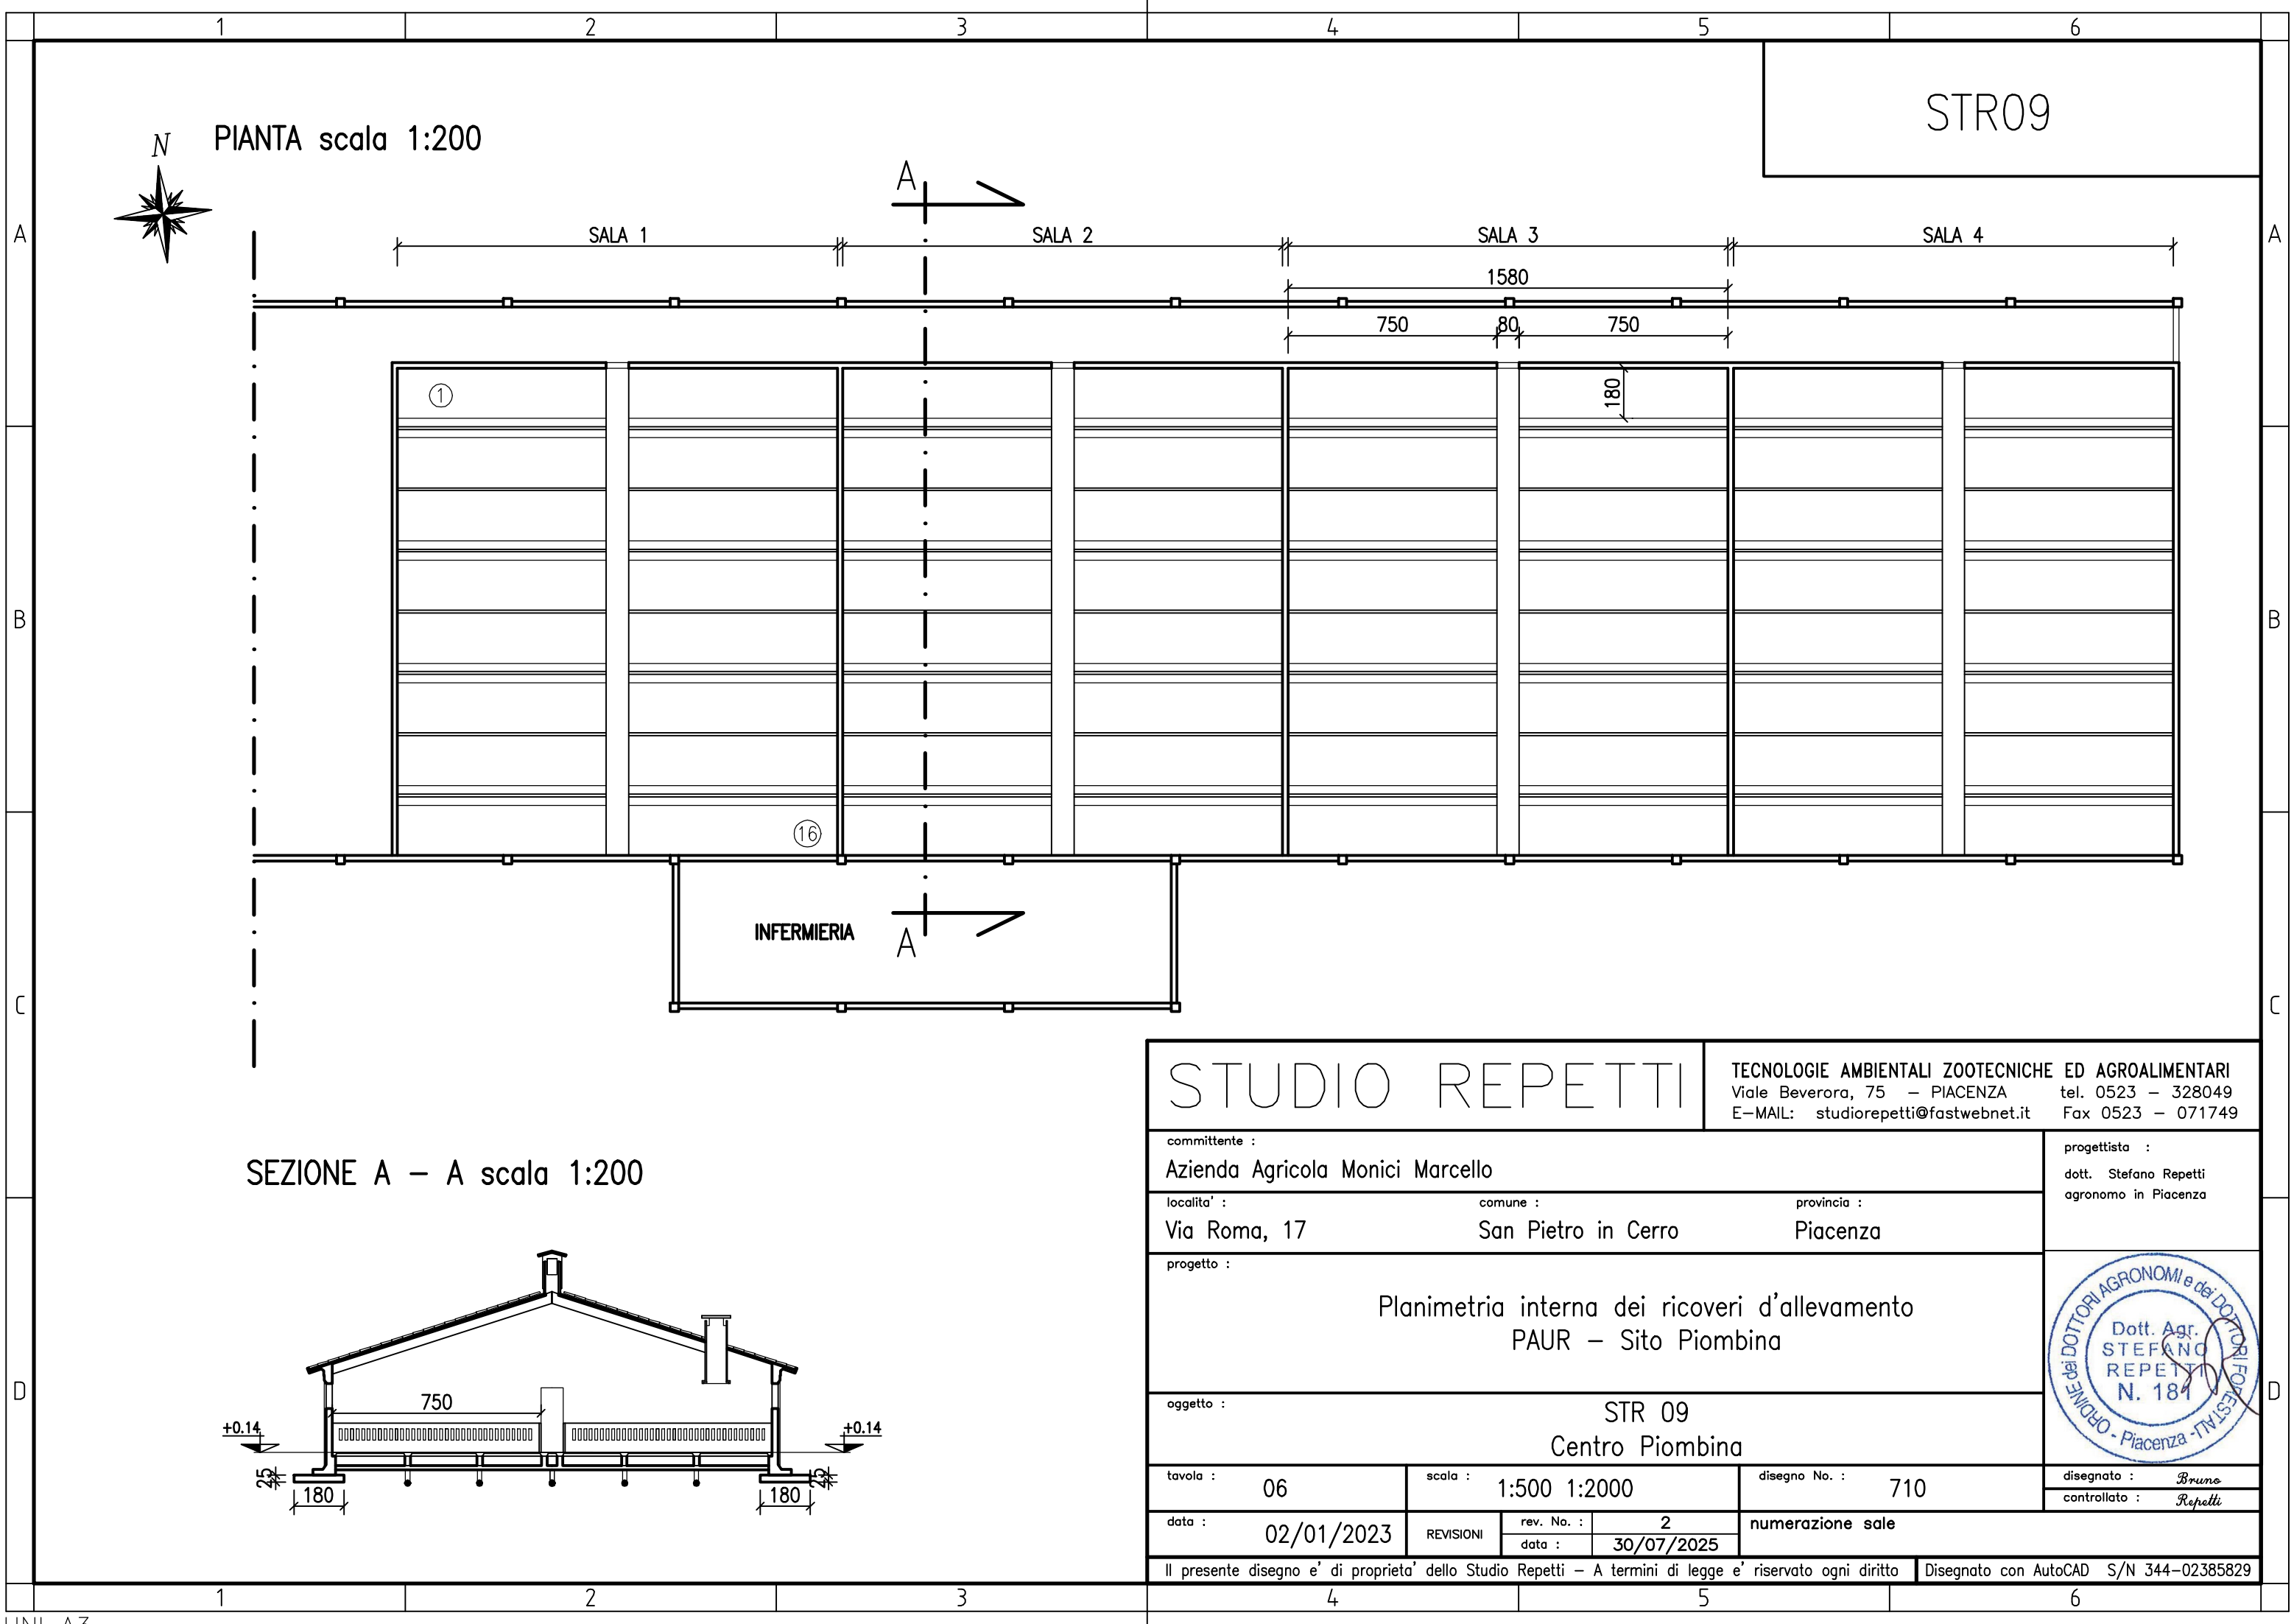 1 2 3 4 5 6
STR09
PIANTA scala 1:200
N
A
A A
SALA 1 SALA 2 SALA 3 SALA 4
1580
750 80 750
180
1
B B
16
INFERMIERIA
A
C C
STUDIO REPETTI
TECNOLOGIE AMBIENTALI ZOOTECNICHE ED AGROALIMENTARI
Viale Beverora, 75 – PIACENZA tel. 0523 – 328049
E–MAIL: studiorepetti@fastwebnet.it Fax 0523 – 071749
committente :
Azienda Agricola Monici Marcello
progettista :
dott. Stefano Repetti
agronomo in Piacenza
localita' : comune : provincia :
Via Roma, 17 San Pietro in Cerro Piacenza
progetto :
Planimetria interna dei ricoveri d'allevamento
PAUR – Sito Piombina
ORDINE dei DOTTORI AGRONOMI e dei DOTTORI FORESTALI - Piacenza -
Dott. Agr.
STEFANO
REPETTI
N. 181
oggetto :
STR 09
Centro Piombina
tavola : 06
scala : 1:500 1:2000
disegno No. : 710
disegnato : Bruno
controllato : Repetti
data : 02/01/2023
REVISIONI
rev. No. : 2
data : 30/07/2025
numerazione sale
Il presente disegno e' di proprieta' dello Studio Repetti – A termini di legge e' riservato ogni diritto
Disegnato con AutoCAD S/N 344–02385829
SEZIONE A – A scala 1:200
750
+0.14 +0.14
25 25
180 180
D D
1 2 3 4 5 6